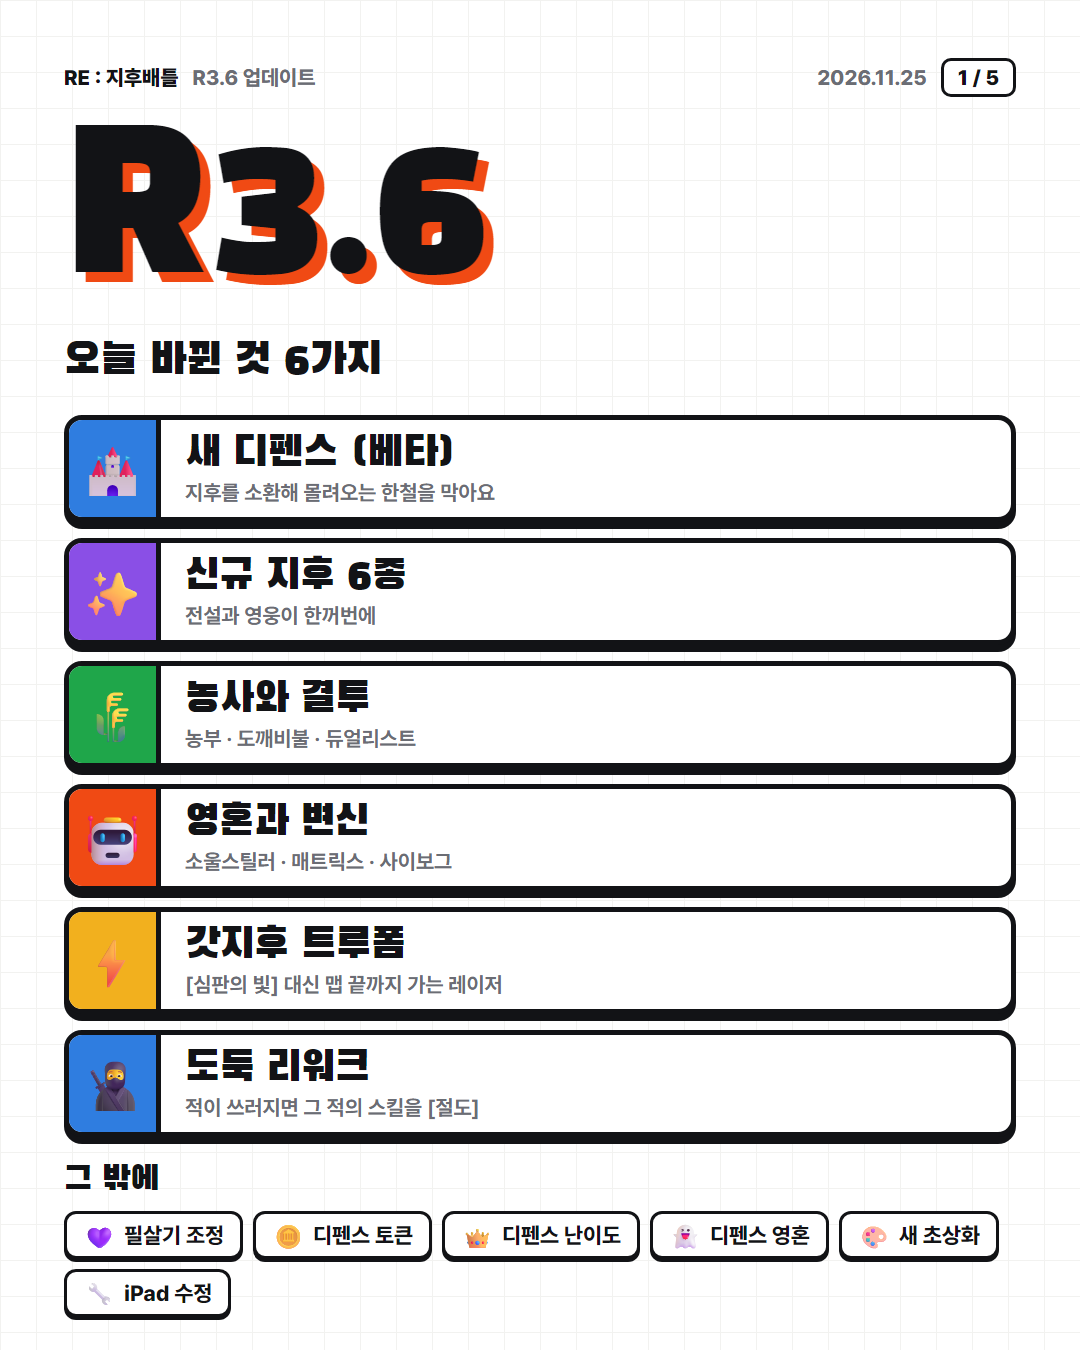 RE : 지후배틀 R3.6 업데이트 2026.11.25 1 / 5
R3.6
오늘 바뀐 것 6가지
새 디펜스 (베타)
지후를 소환해 몰려오는 한철을 막아요
신규 지후 6종
전설과 영웅이 한꺼번에
농사와 결투
농부 · 도깨비불 · 듀얼리스트
영혼과 변신
소울스틸러 · 매트릭스 · 사이보그
갓지후 트루폼
[심판의 빛] 대신 맵 끝까지 가는 레이저
도둑 리워크
적이 쓰러지면 그 적의 스킬을 [절도]
그 밖에
필살기 조정 디펜스 토큰 디펜스 난이도 디펜스 영혼 새 초상화
iPad 수정